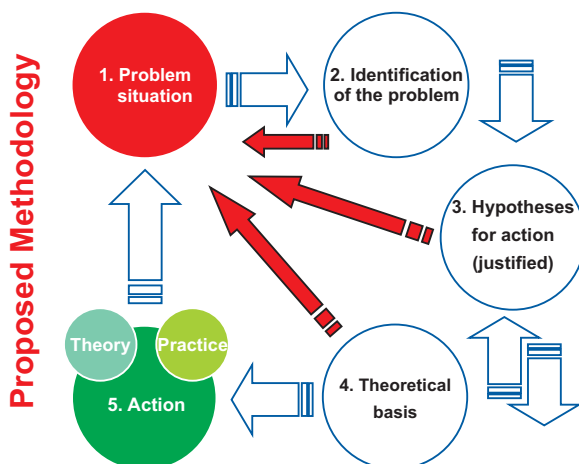 Proposed Methodology
1. Problem
situation
2. Identification
of the problem
3. Hypotheses
for action
(justified)
4. Theoretical
basis
Theory
Practice
5. Action